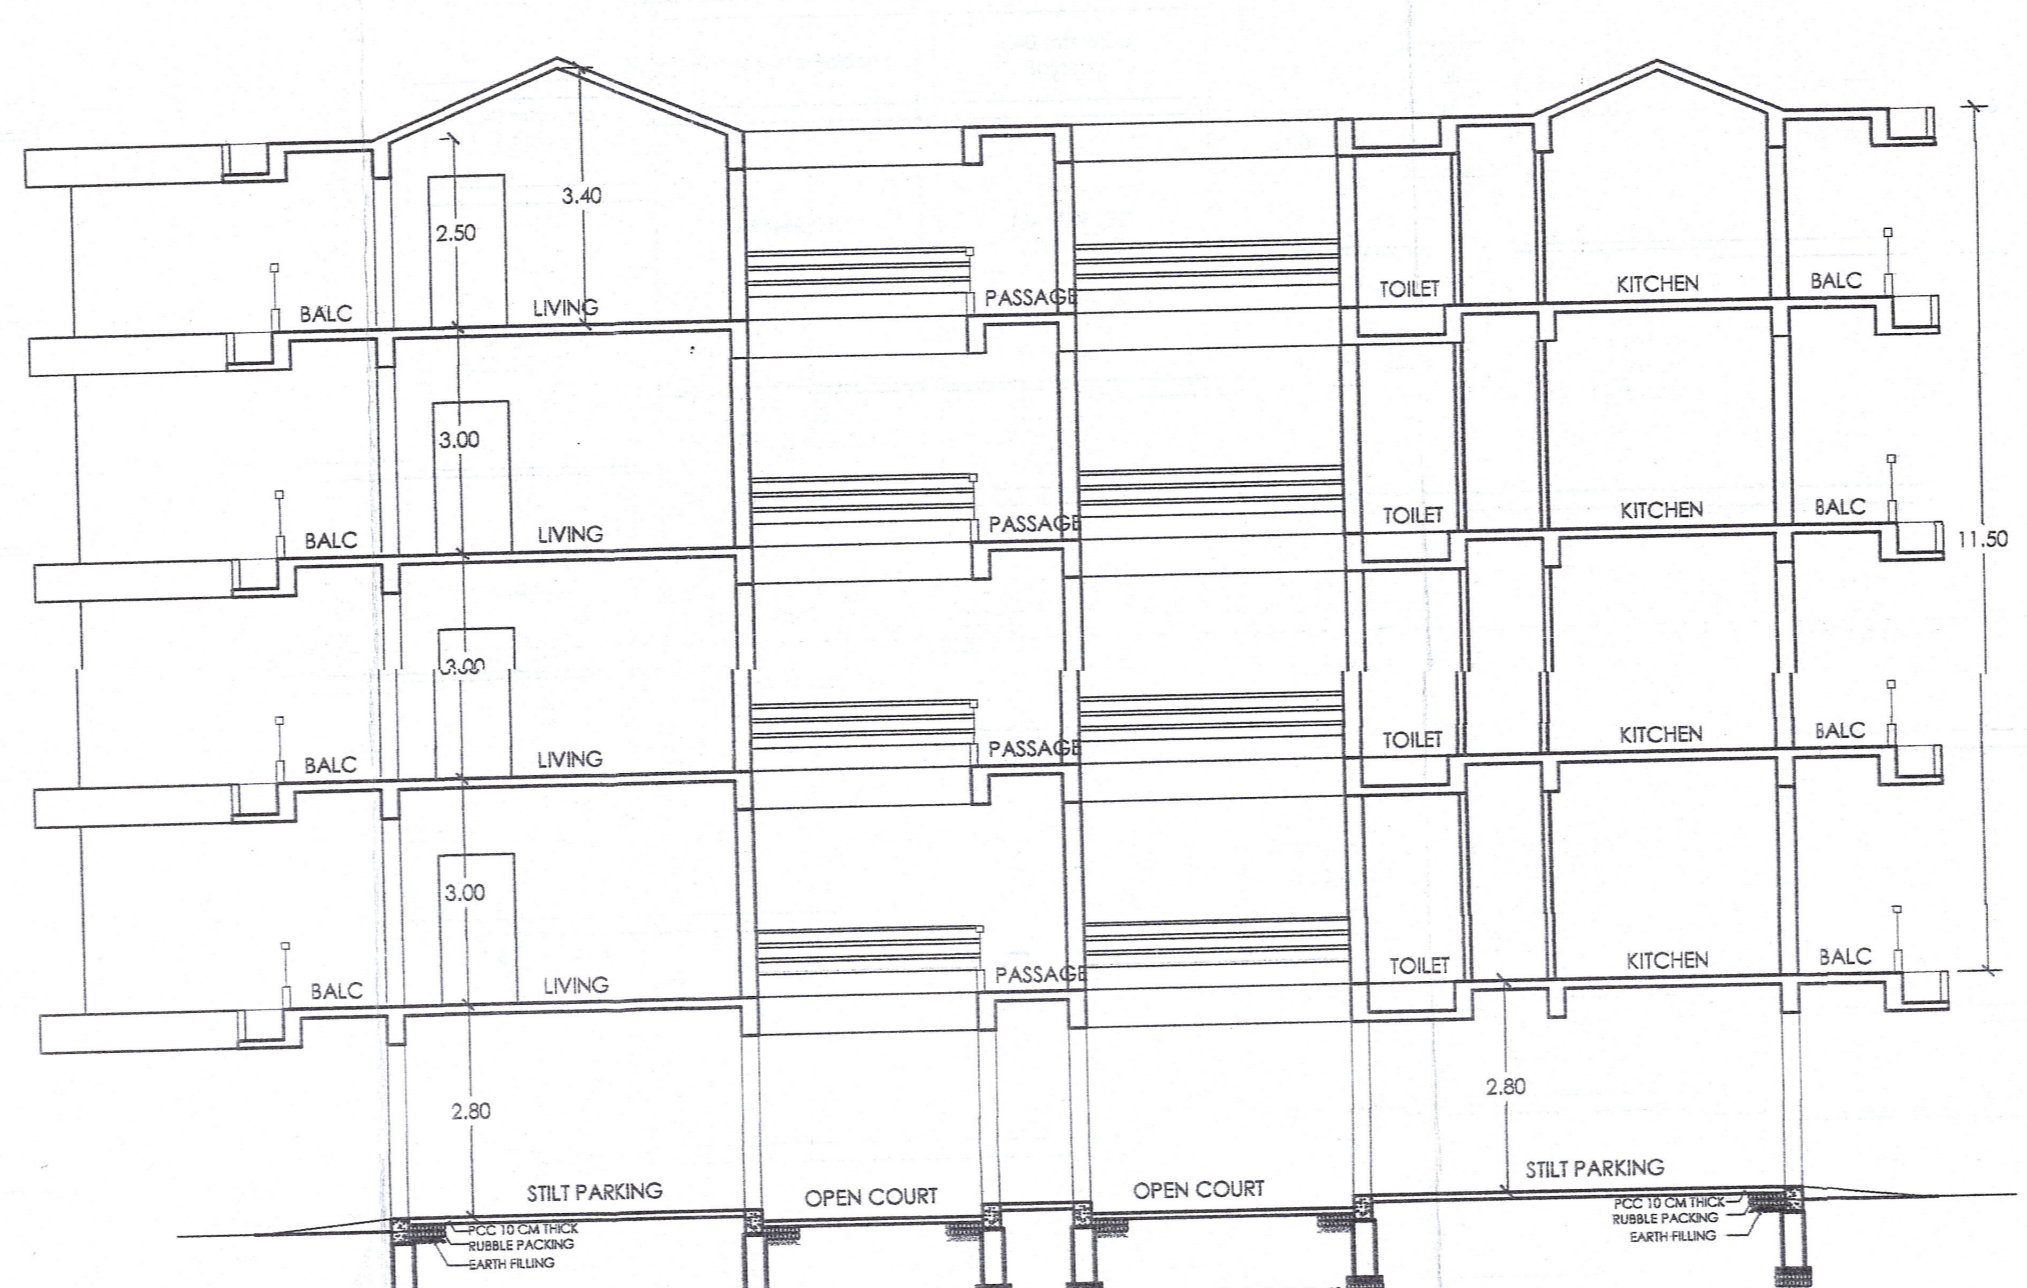 3.40
2.50
BALC
LIVING
PASSAGE
TOILET
KITCHEN
BALC
3.00
BALC
LIVING
PASSAGE
TOILET
KITCHEN
BALC
11.50
3.00
BALC
LIVING
PASSAGE
TOILET
KITCHEN
BALC
3.00
BALC
LIVING
PASSAGE
TOILET
KITCHEN
BALC
2.80
2.80
STILT PARKING
OPEN COURT
OPEN COURT
STILT PARKING
PCC 10 CM THICK
RUBBLE PACKING
EARTH FILLING
PCC 10 CM THICK
RUBBLE PACKING
EARTH FILLING